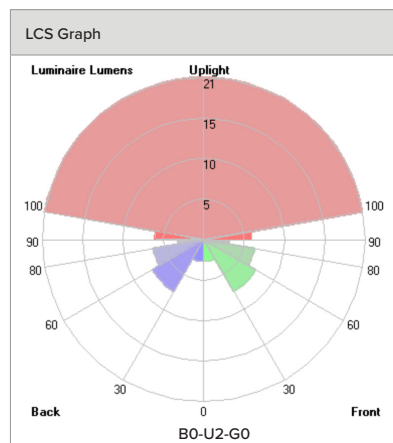 LCS Graph
Luminaire Lumens Uplight
21
15
10
5
100 100
90 90
80 80
60 60
30 30
Back 0 Front
B0-U2-G0